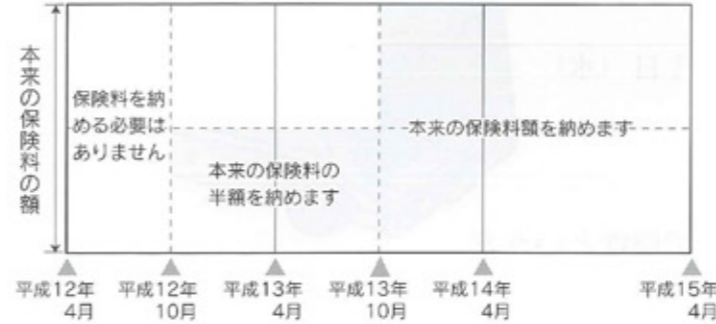 本来の保険料の額
保険料を納
める必要は
ありません
本来の保険料の
半額を納めます
本来の保険料額を納めます
平成12年
4月
平成12年
10月
平成13年
4月
平成13年
10月
平成14年
4月
平成15年
4月